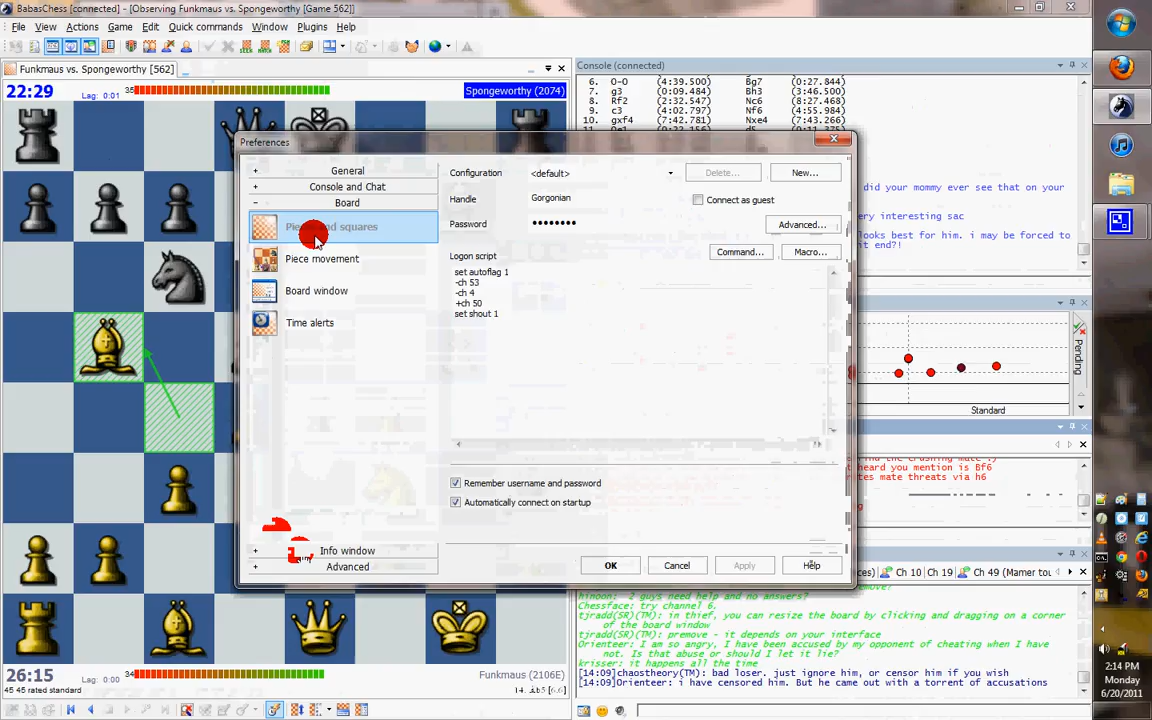 BabasChess [connected] - [Observing Funkmaus vs. Spongeworthy [Game 562]]
File View Actions Game Edit Quick commands Window Plugins Help
Funkmaus vs. Spongeworthy [562]
22:29 Lag: 0:01 35 Spongeworthy (2074)
Console (connected)
6. O-O (4:39.500) Bg7 (0:27.844)
7. g3 (0:09.484) Bh3 (3:46.500)
8. Rf2 (2:32.547) Nc6 (8:27.468)
9. c3 (4:02.797) Nf6 (4:55.984)
10. gxf4 (7:42.781) Nxe4 (7:43.266)
did your mommy ever see that on your
ery interesting sac
looks best for him. i may be forced to
it end?!
Preferences
General
Console and Chat
Board
Pieces and squares
Piece movement
Board window
Time alerts
Info window
Advanced
Configuration <default> Delete... New...
Handle Gorgonian Connect as guest
Password •••••••• Advanced...
Command... Macro...
Logon script
set autoflag 1
-ch 53
-ch 4
+ch 50
set shout 1
Remember username and password
Automatically connect on startup
OK Cancel Apply Help
Pending
Standard
heard you mention is Bf6
tes mate threats via h6
Ch 10 Ch 19 Ch 49 (Mamer tou
hinoon: 2 guys need help and no answers?
Chessface: try channel 6.
tjradd(SR)(TM): in thief, you can resize the board by clicking and dragging on a corner
of the board window
tjradd(SR)(TM): premove - it depends on your interface
Orienteer: I am so angry, I have been accused by my opponent of cheating when I have
not. Is that abuse or should I let it lie?
krisser: it happens all the time
[14:09]chaostheory(TM): bad loser. just ignore him, or censor him if you wish
[14:09]Orienteer: i have censored him. But he came out with a torrent of accusations
26:15 Lag: 0:00 34 Funkmaus (2106E)
45 45 rated standard
2:14 PM
Monday
6/20/2011